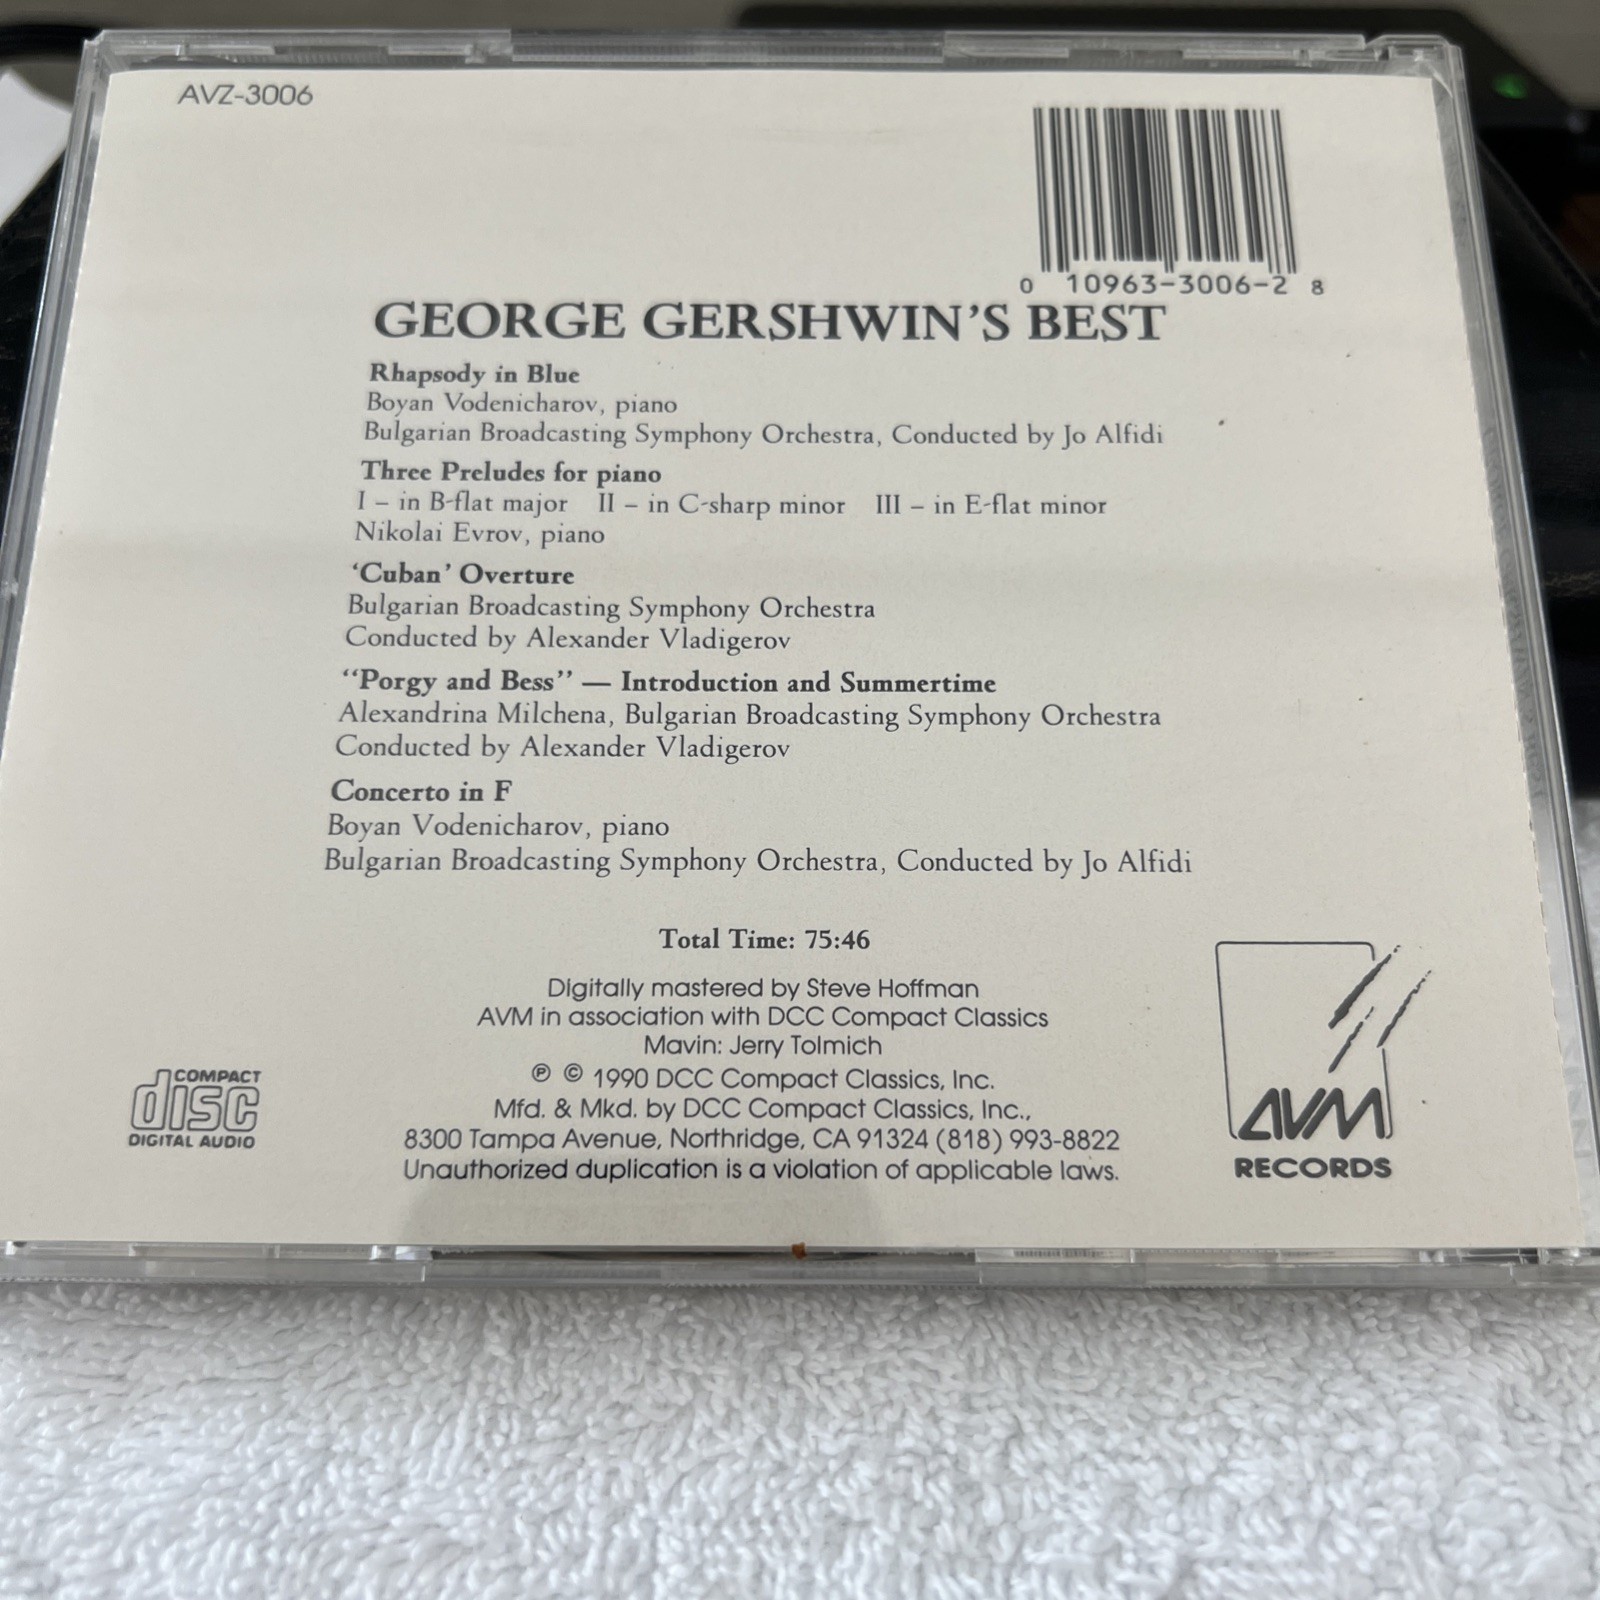 AVZ-3006
0 10963-3006-2 8
GEORGE GERSHWIN'S BEST
Rhapsody in Blue
Boyan Vodenicharov, piano
Bulgarian Broadcasting Symphony Orchestra, Conducted by Jo Alfidi
Three Preludes for piano
I – in B-flat major II – in C-sharp minor III – in E-flat minor
Nikolai Evrov, piano
'Cuban' Overture
Bulgarian Broadcasting Symphony Orchestra
Conducted by Alexander Vladigerov
“Porgy and Bess” — Introduction and Summertime
Alexandrina Milchena, Bulgarian Broadcasting Symphony Orchestra
Conducted by Alexander Vladigerov
Concerto in F
Boyan Vodenicharov, piano
Bulgarian Broadcasting Symphony Orchestra, Conducted by Jo Alfidi
Total Time: 75:46
Digitally mastered by Steve Hoffman
AVM in association with DCC Compact Classics
Mavin: Jerry Tolmich
℗ © 1990 DCC Compact Classics, Inc.
Mfd. & Mkd. by DCC Compact Classics, Inc.,
8300 Tampa Avenue, Northridge, CA 91324 (818) 993-8822
Unauthorized duplication is a violation of applicable laws.
COMPACT
disc
DIGITAL AUDIO
AVM
RECORDS